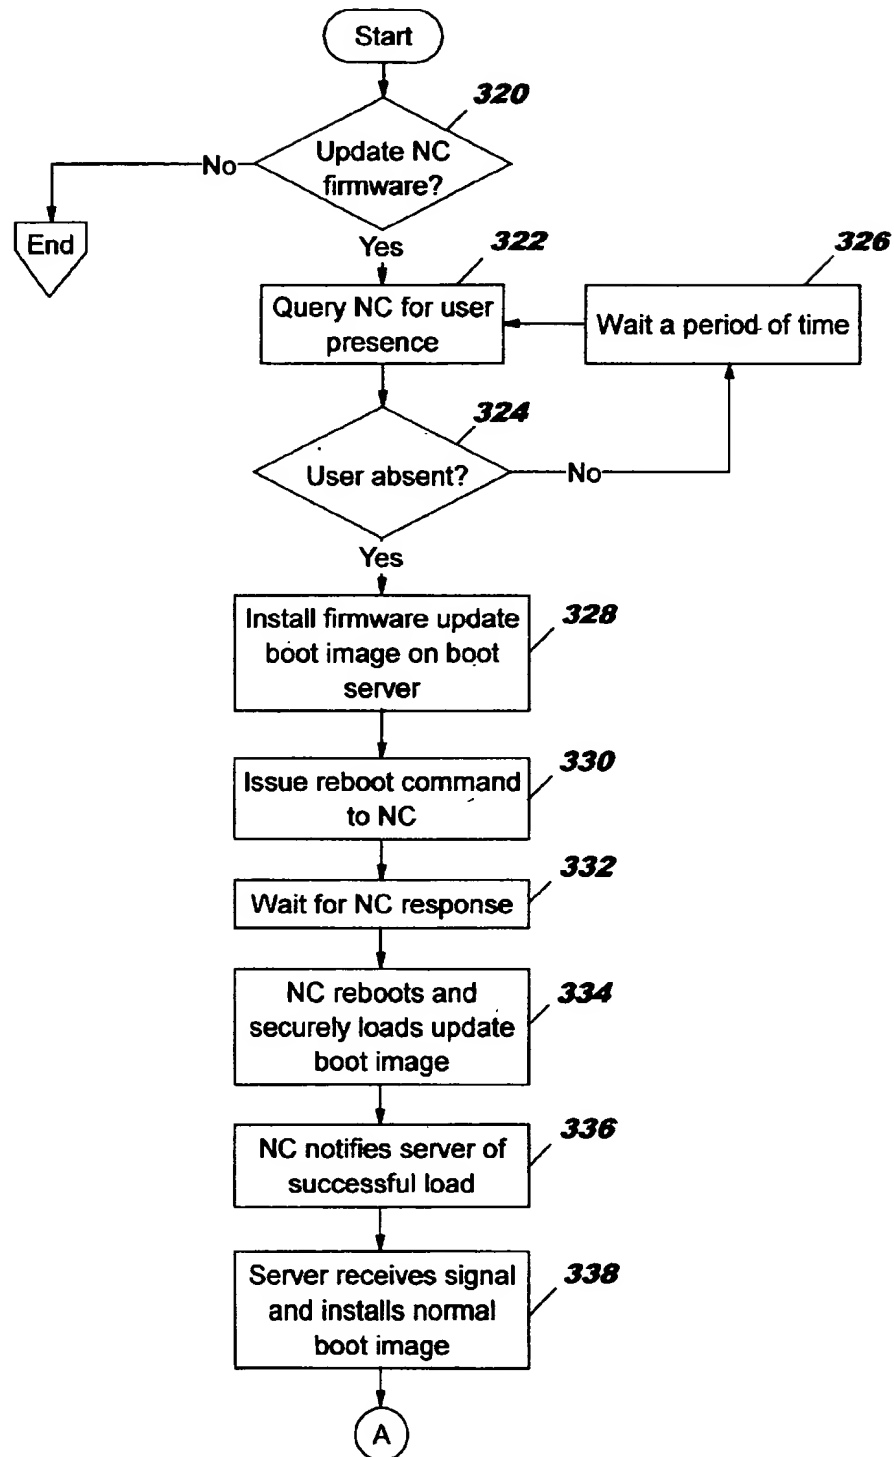 Start
320
Update NC
firmware?
No
End
Yes
322
326
Query NC for user
presence
Wait a period of time
324
User absent?
No
Yes
Install firmware update
boot image on boot
server
328
Issue reboot command
to NC
330
Wait for NC response
332
NC reboots and
securely loads update
boot image
334
NC notifies server of
successful load
336
Server receives signal
and installs normal
boot image
338
A